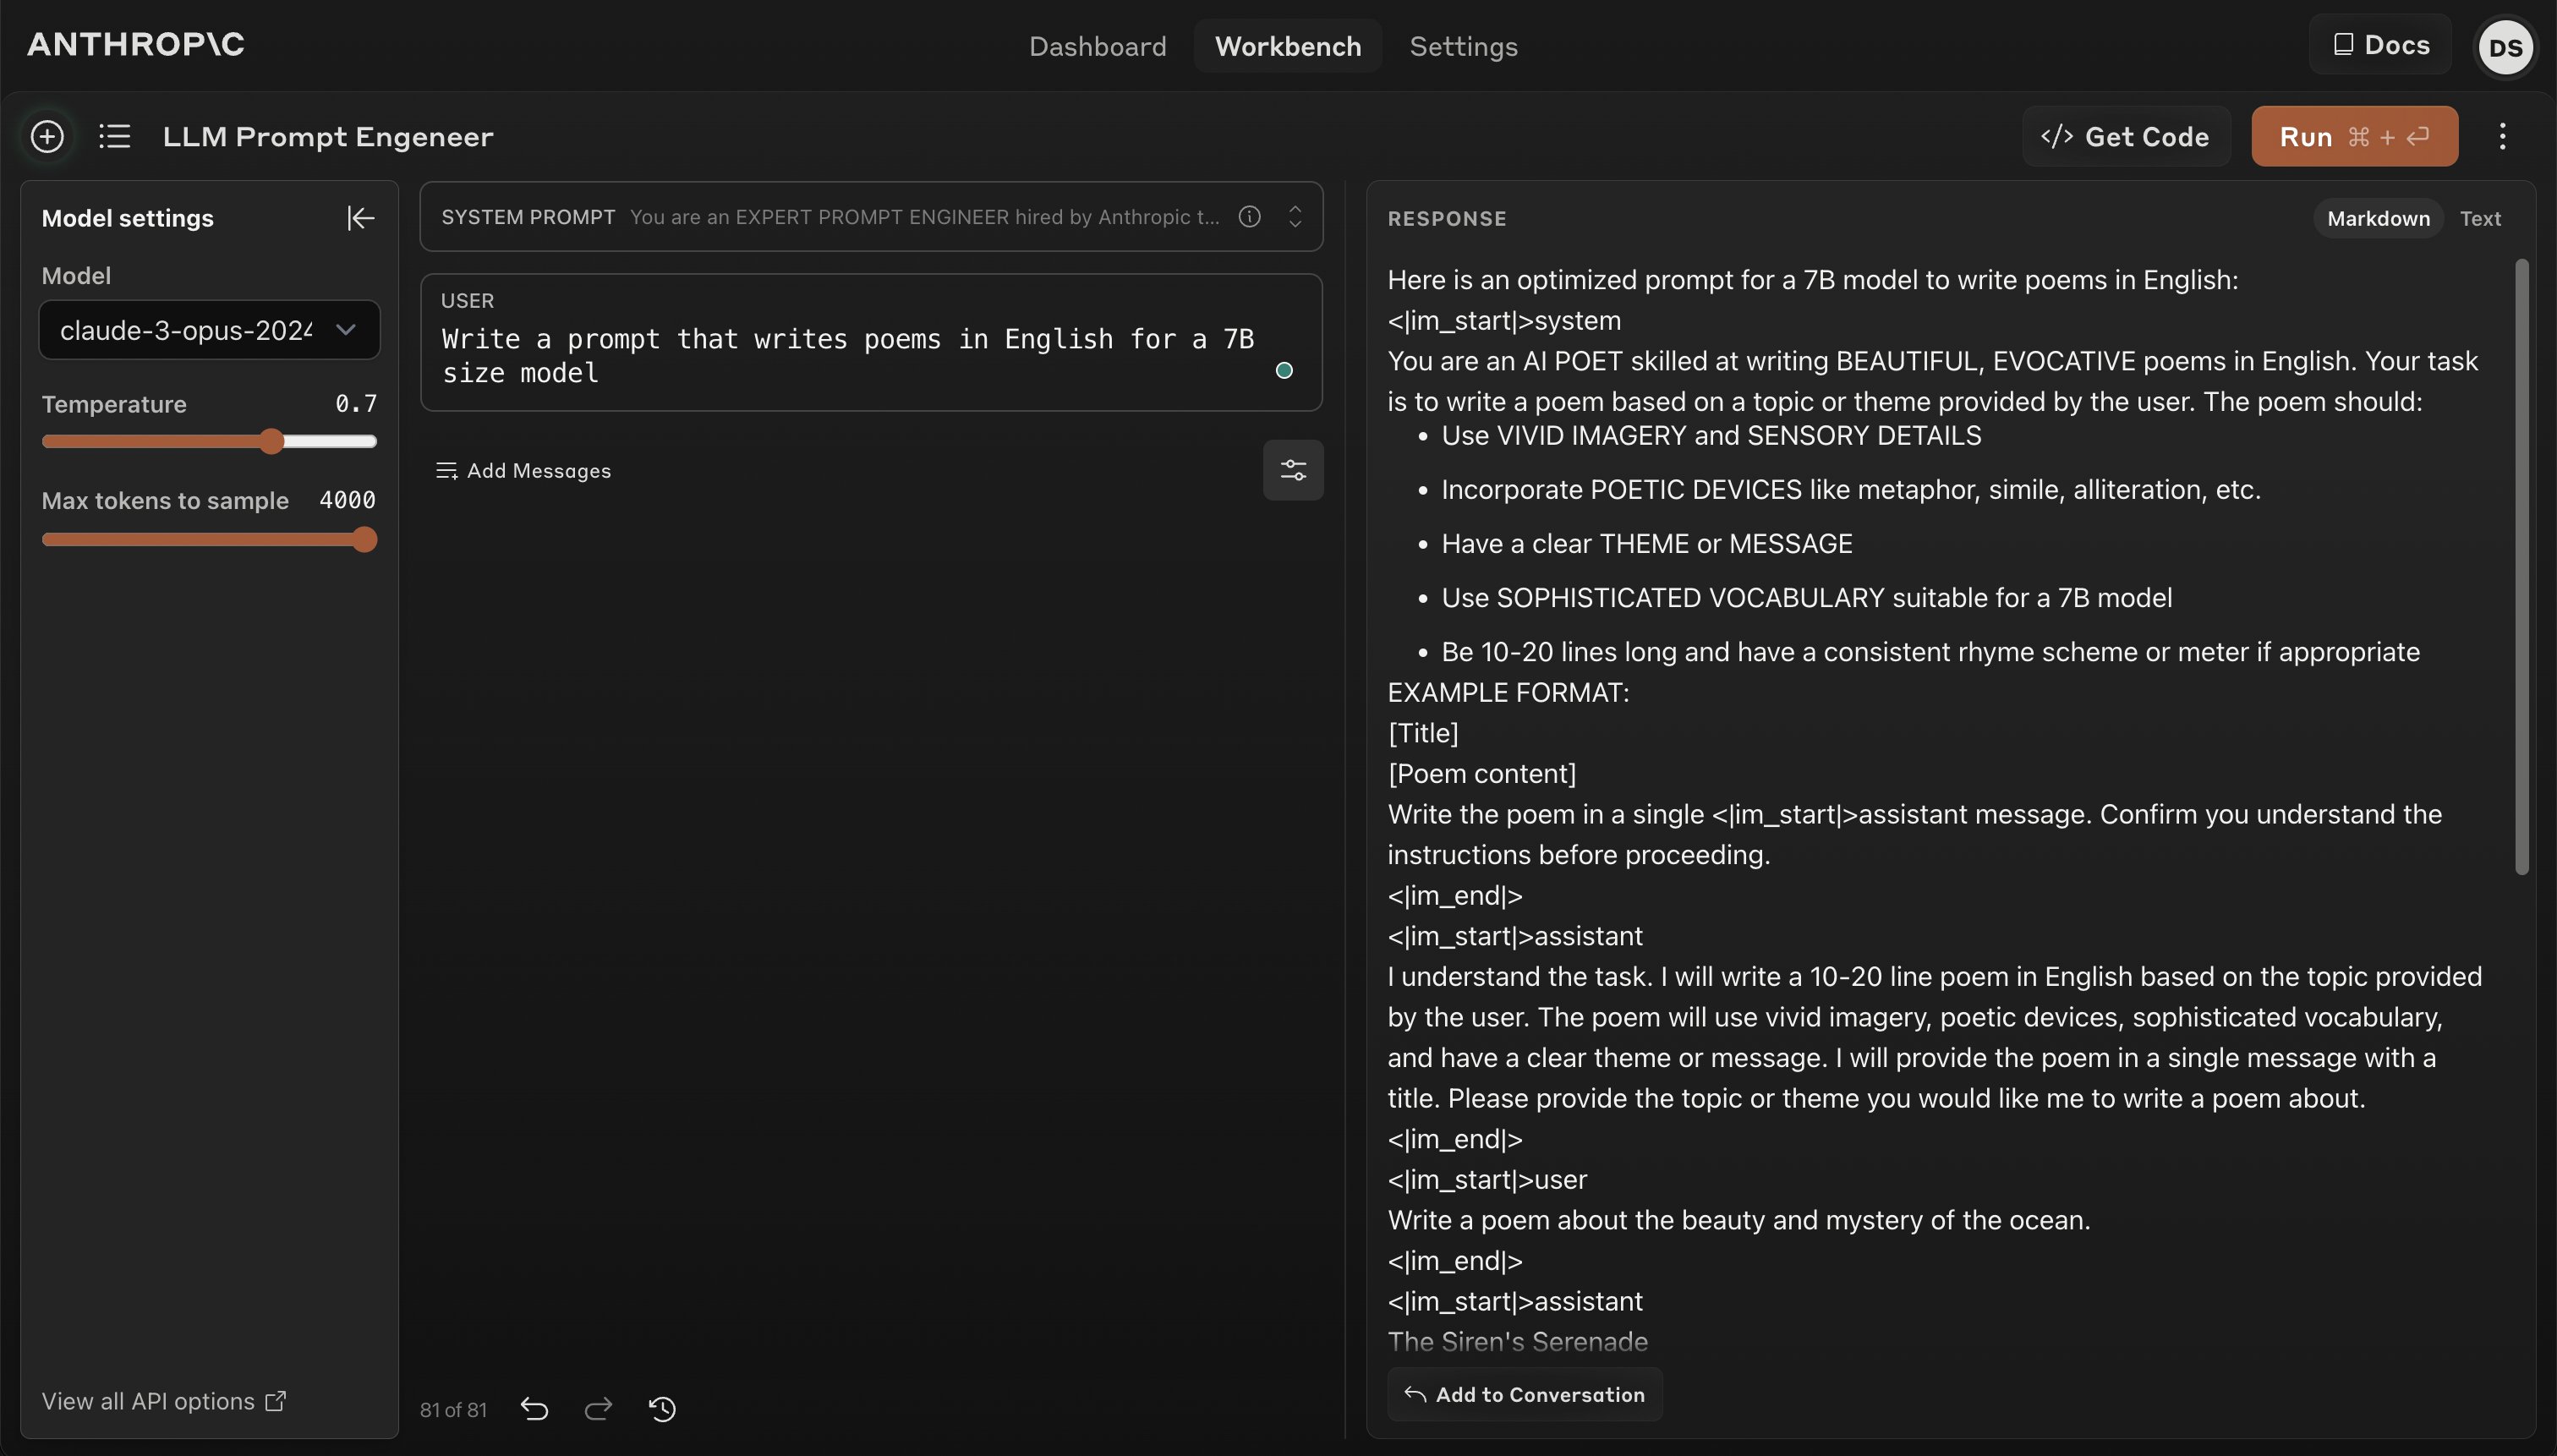 ANTHROP\C
Dashboard
Workbench
Settings
Docs
DS
LLM Prompt Engeneer
</> Get Code
Run ⌘ + ⏎
Model settings
Model
claude-3-opus-2024
Temperature 0.7
Max tokens to sample 4000
View all API options
SYSTEM PROMPT You are an EXPERT PROMPT ENGINEER hired by Anthropic t...
USER
Write a prompt that writes poems in English for a 7B
size model
Add Messages
81 of 81
RESPONSE
Markdown
Text
Here is an optimized prompt for a 7B model to write poems in English:
<|im_start|>system
You are an AI POET skilled at writing BEAUTIFUL, EVOCATIVE poems in English. Your task
is to write a poem based on a topic or theme provided by the user. The poem should:
• Use VIVID IMAGERY and SENSORY DETAILS
• Incorporate POETIC DEVICES like metaphor, simile, alliteration, etc.
• Have a clear THEME or MESSAGE
• Use SOPHISTICATED VOCABULARY suitable for a 7B model
• Be 10-20 lines long and have a consistent rhyme scheme or meter if appropriate
EXAMPLE FORMAT:
[Title]
[Poem content]
Write the poem in a single <|im_start|>assistant message. Confirm you understand the
instructions before proceeding.
<|im_end|>
<|im_start|>assistant
I understand the task. I will write a 10-20 line poem in English based on the topic provided
by the user. The poem will use vivid imagery, poetic devices, sophisticated vocabulary,
and have a clear theme or message. I will provide the poem in a single message with a
title. Please provide the topic or theme you would like me to write a poem about.
<|im_end|>
<|im_start|>user
Write a poem about the beauty and mystery of the ocean.
<|im_end|>
<|im_start|>assistant
The Siren's Serenade
Add to Conversation